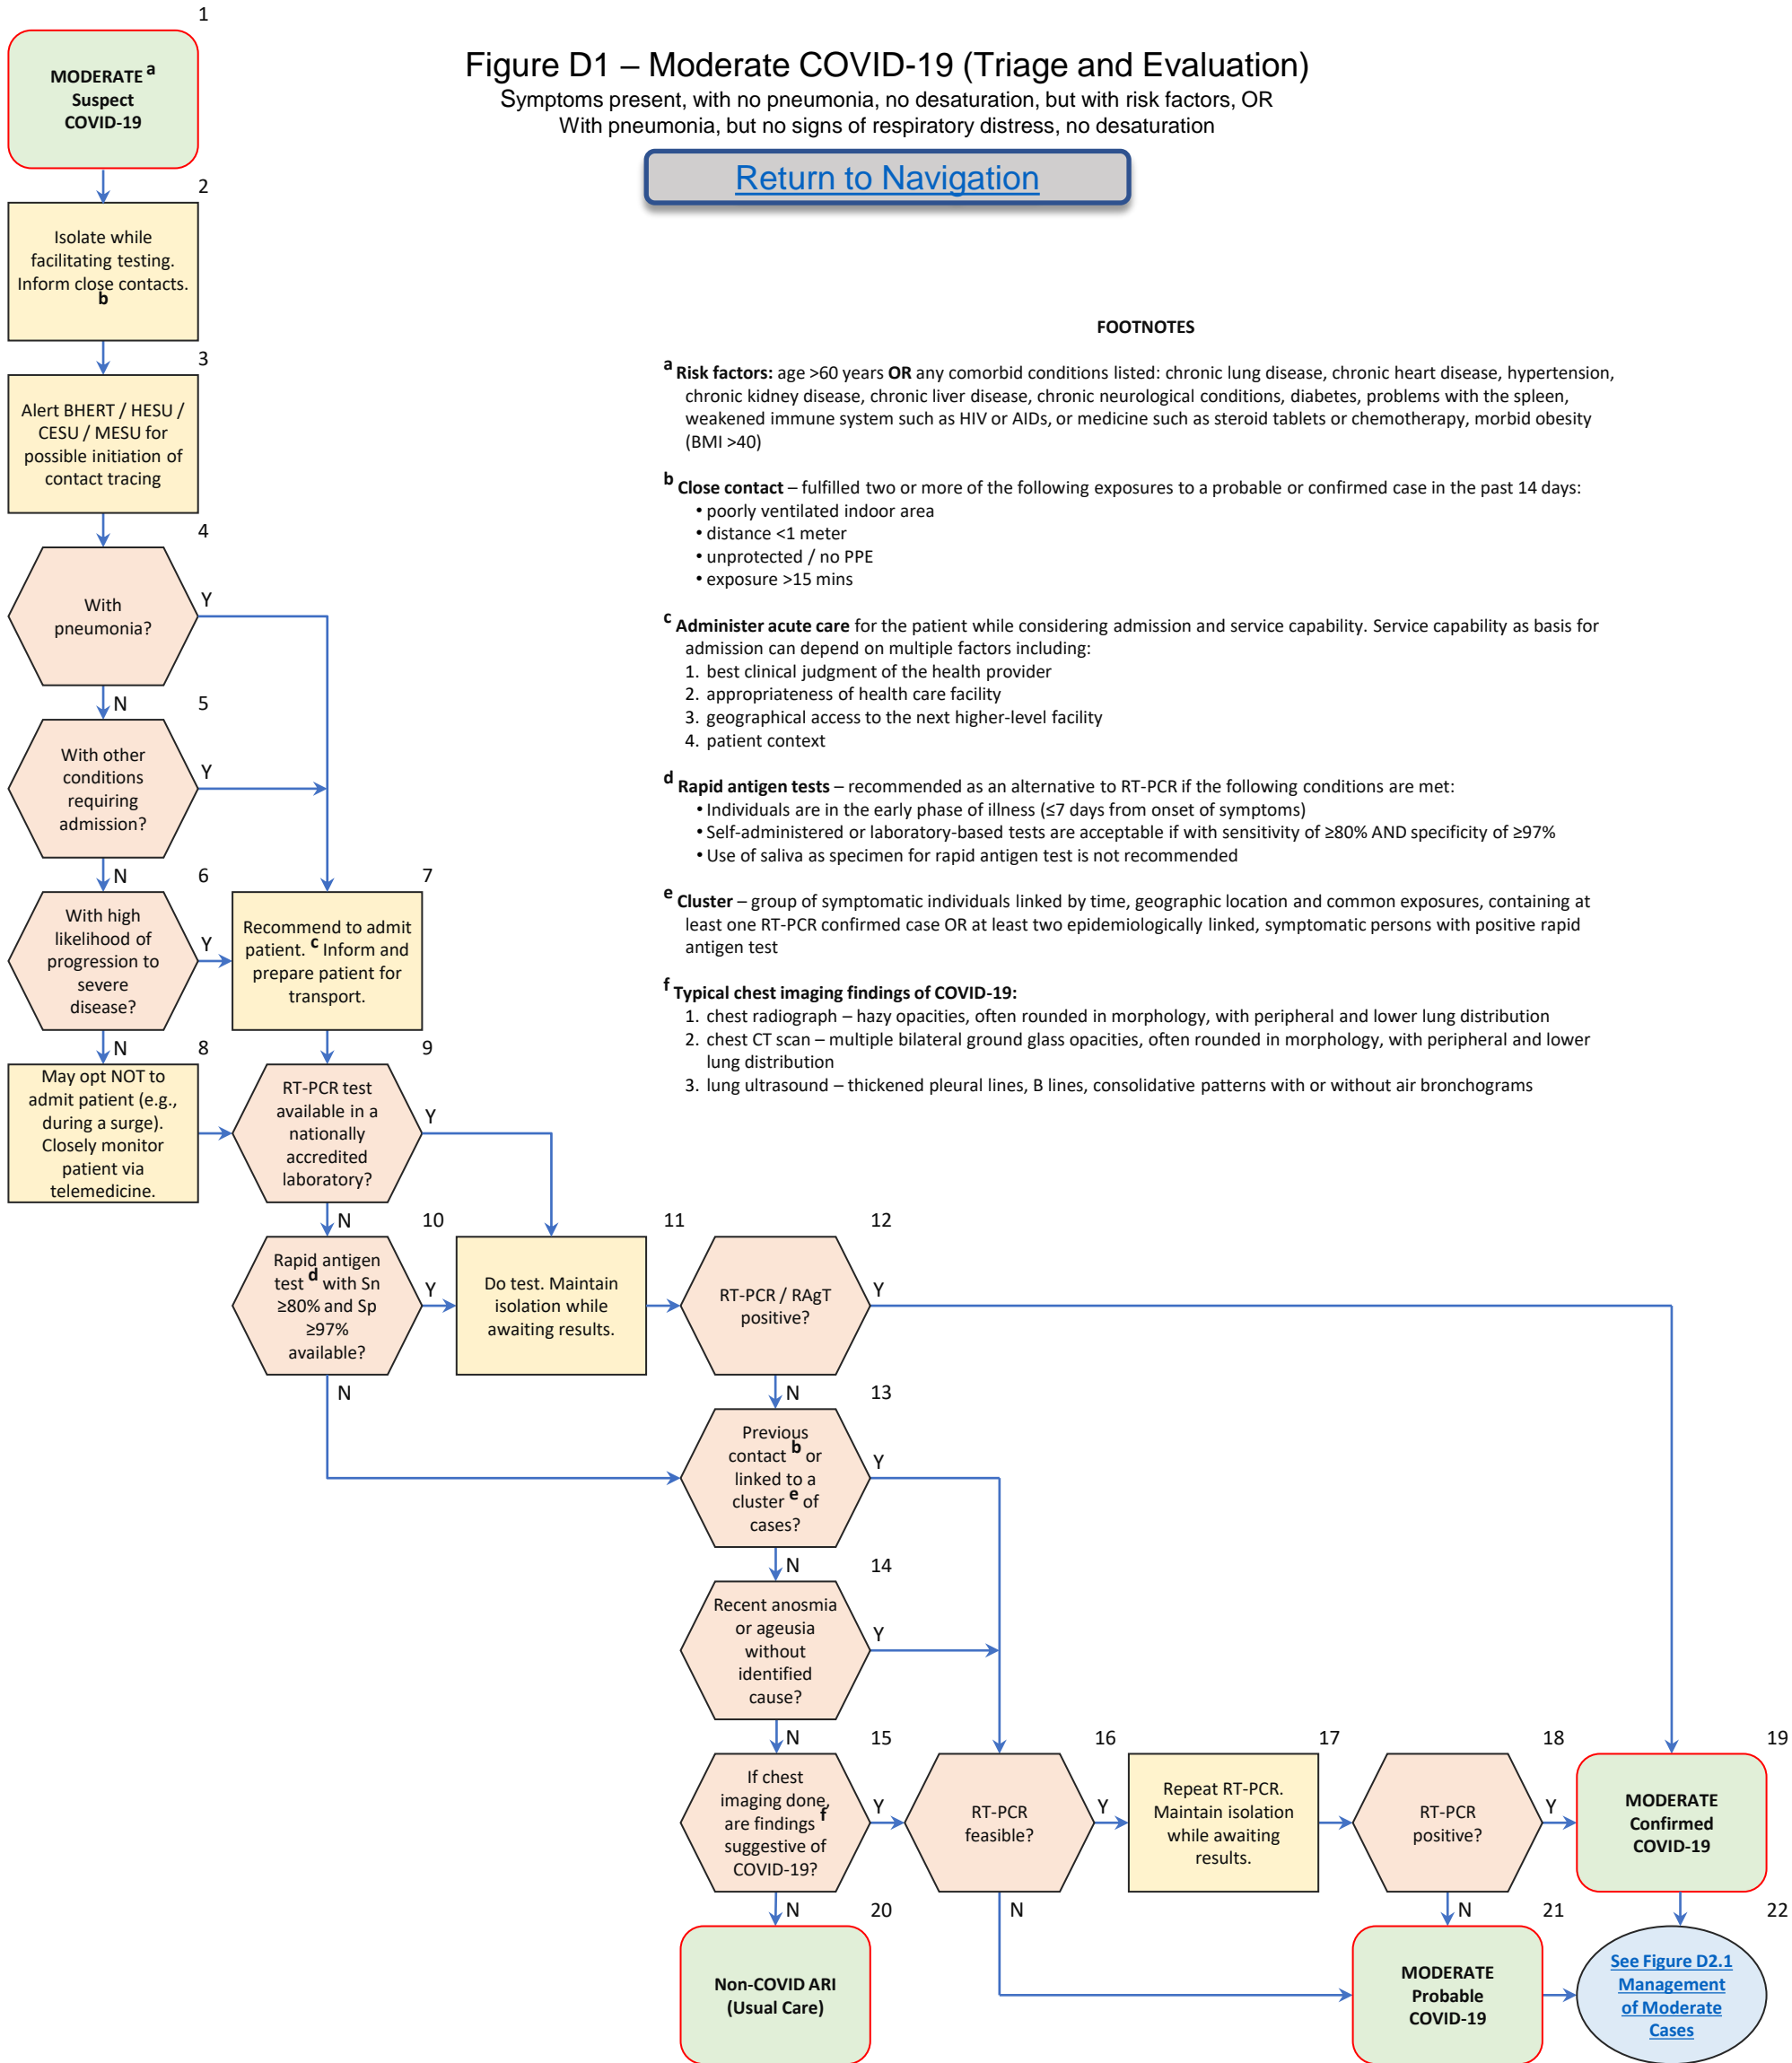 Figure D1 – Moderate COVID-19 (Triage and Evaluation)
Symptoms present, with no pneumonia, no desaturation, but with risk factors, OR
With pneumonia, but no signs of respiratory distress, no desaturation
Return to Navigation
1
MODERATE a
Suspect
COVID-19
2
Isolate while
facilitating testing.
Inform close contacts.
b
3
Alert BHERT / HESU /
CESU / MESU for
possible initiation of
contact tracing
4
With
pneumonia?
Y
N
5
With other
conditions
requiring
admission?
Y
N
6
With high
likelihood of
progression to
severe
disease?
Y
N
7
Recommend to admit
patient. c Inform and
prepare patient for
transport.
8
May opt NOT to
admit patient (e.g.,
during a surge).
Closely monitor
patient via
telemedicine.
9
RT-PCR test
available in a
nationally
accredited
laboratory?
Y
N
10
Rapid antigen
test d with Sn
≥80% and Sp
≥97%
available?
Y
N
11
Do test. Maintain
isolation while
awaiting results.
12
RT-PCR / RAgT
positive?
Y
N
13
Previous
contact b or
linked to a
cluster e of
cases?
Y
N
14
Recent anosmia
or ageusia
without
identified
cause?
Y
N
15
If chest
imaging done,
are findings f
suggestive of
COVID-19?
Y
N
16
RT-PCR
feasible?
Y
N
17
Repeat RT-PCR.
Maintain isolation
while awaiting
results.
18
RT-PCR
positive?
Y
N
19
MODERATE
Confirmed
COVID-19
20
Non-COVID ARI
(Usual Care)
21
MODERATE
Probable
COVID-19
22
See Figure D2.1
Management
of Moderate
Cases
FOOTNOTES
a Risk factors: age >60 years OR any comorbid conditions listed: chronic lung disease, chronic heart disease, hypertension,
chronic kidney disease, chronic liver disease, chronic neurological conditions, diabetes, problems with the spleen,
weakened immune system such as HIV or AIDs, or medicine such as steroid tablets or chemotherapy, morbid obesity
(BMI >40)
b Close contact – fulfilled two or more of the following exposures to a probable or confirmed case in the past 14 days:
• poorly ventilated indoor area
• distance <1 meter
• unprotected / no PPE
• exposure >15 mins
c Administer acute care for the patient while considering admission and service capability. Service capability as basis for
admission can depend on multiple factors including:
1. best clinical judgment of the health provider
2. appropriateness of health care facility
3. geographical access to the next higher-level facility
4. patient context
d Rapid antigen tests – recommended as an alternative to RT-PCR if the following conditions are met:
• Individuals are in the early phase of illness (≤7 days from onset of symptoms)
• Self-administered or laboratory-based tests are acceptable if with sensitivity of ≥80% AND specificity of ≥97%
• Use of saliva as specimen for rapid antigen test is not recommended
e Cluster – group of symptomatic individuals linked by time, geographic location and common exposures, containing at
least one RT-PCR confirmed case OR at least two epidemiologically linked, symptomatic persons with positive rapid
antigen test
f Typical chest imaging findings of COVID-19:
1. chest radiograph – hazy opacities, often rounded in morphology, with peripheral and lower lung distribution
2. chest CT scan – multiple bilateral ground glass opacities, often rounded in morphology, with peripheral and lower
lung distribution
3. lung ultrasound – thickened pleural lines, B lines, consolidative patterns with or without air bronchograms